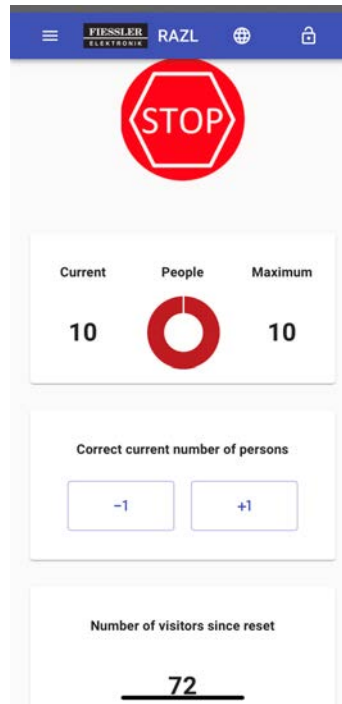 FIESSLER ELEKTRONIK RAZL
STOP
Current People Maximum
10 10
Correct current number of persons
−1 +1
Number of visitors since reset
72